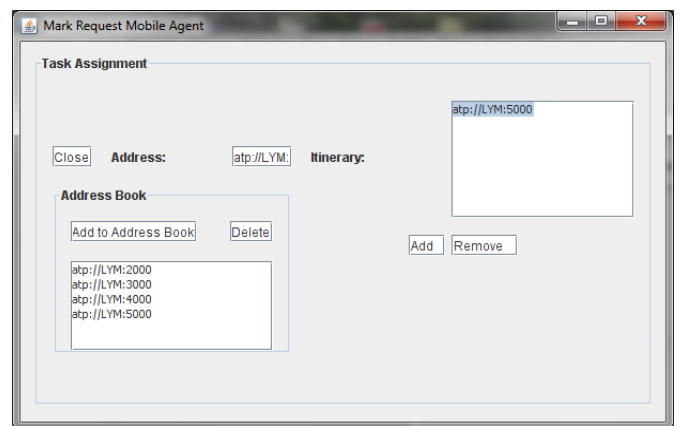 Mark Request Mobile Agent
Task Assignment
atp://LYM:5000
Close Address: atp://LYM: Itinerary:
Address Book
Add to Address Book Delete
Add Remove
atp://LYM:2000
atp://LYM:3000
atp://LYM:4000
atp://LYM:5000